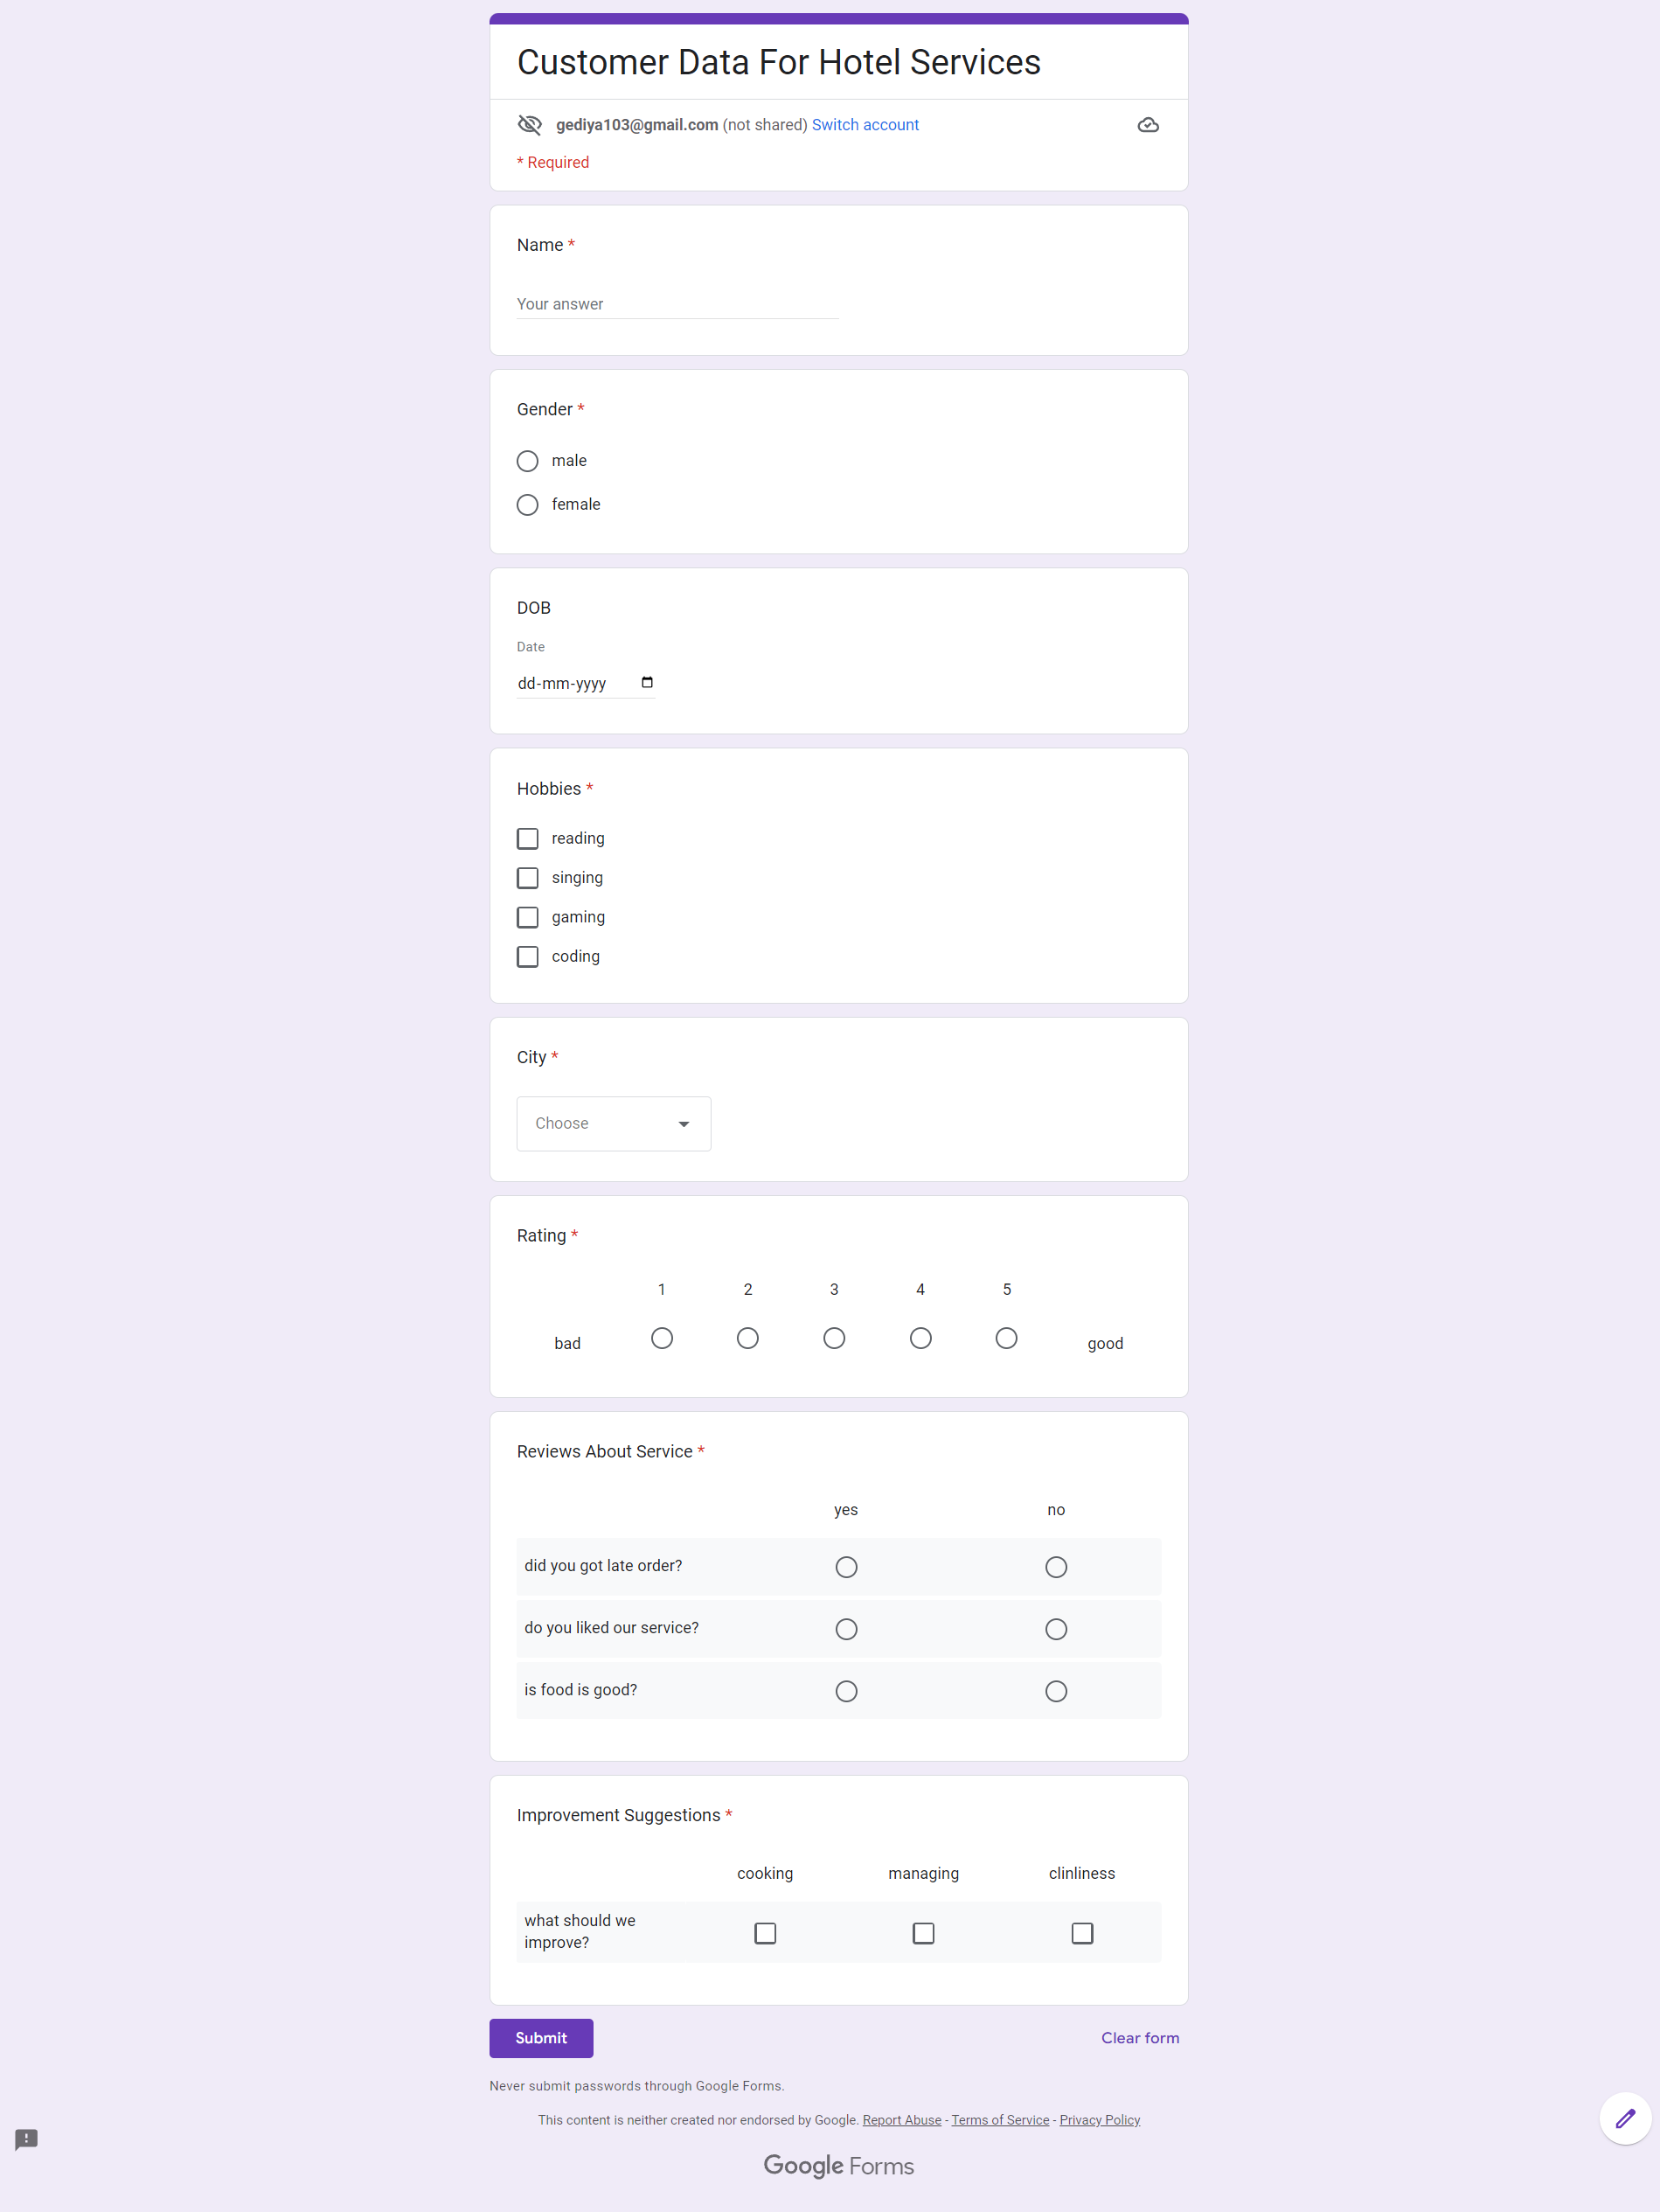 Customer Data For Hotel Services
gediya103@gmail.com (not shared) Switch account
* Required
Name *
Your answer
Gender *
male
female
DOB
Date
dd-mm-yyyy
Hobbies *
reading
singing
gaming
coding
City *
Choose
Rating *
1 2 3 4 5
bad good
Reviews About Service *
yes no
did you got late order?
do you liked our service?
is food is good?
Improvement Suggestions *
cooking managing clinliness
what should we
improve?
Submit Clear form
Never submit passwords through Google Forms.
This content is neither created nor endorsed by Google. Report Abuse - Terms of Service - Privacy Policy
Google Forms